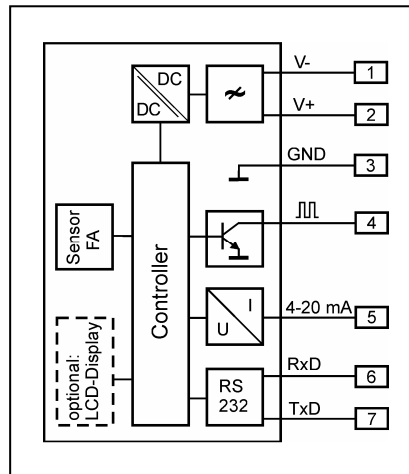 V-
1
DC
DC
V+
2
GND
3
4
Sensor
FA
Controller
U
I
4-20 mA
5
optional:
LCD-Display
RS
232
RxD
6
TxD
7